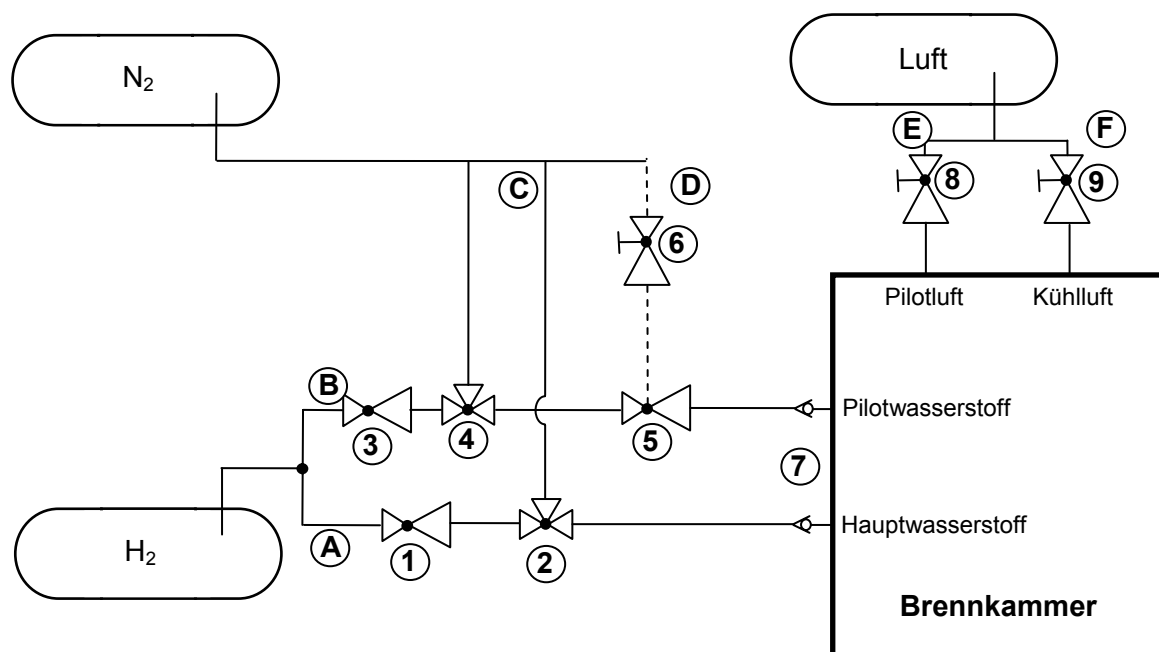 N₂
Luft
E
F
C
D
8
9
6
Pilotluft
Kühlluft
B
Pilotwasserstoff
3
4
5
7
A
Hauptwasserstoff
H₂
1
2
Brennkammer